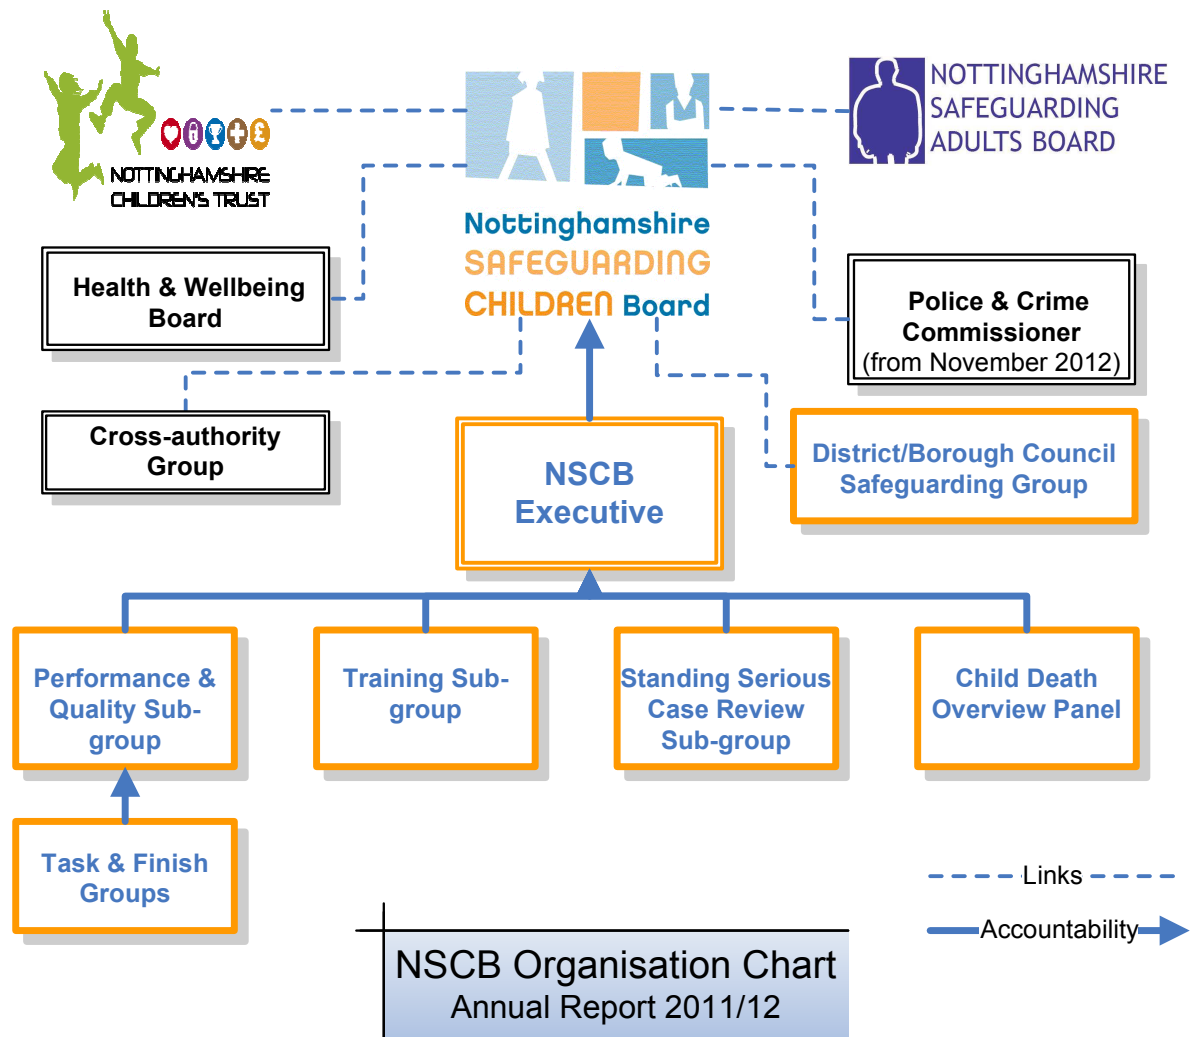 NOTTINGHAMSHIRE
CHILDREN'S TRUST
NOTTINGHAMSHIRE
SAFEGUARDING
ADULTS BOARD
Nottinghamshire
SAFEGUARDING
CHILDREN Board
Health & Wellbeing
Board
Police & Crime
Commissioner
(from November 2012)
Cross-authority
Group
NSCB
Executive
District/Borough Council
Safeguarding Group
Performance &
Quality Sub-
group
Training Sub-
group
Standing Serious
Case Review
Sub-group
Child Death
Overview Panel
Task & Finish
Groups
Links
Accountability
NSCB Organisation Chart
Annual Report 2011/12